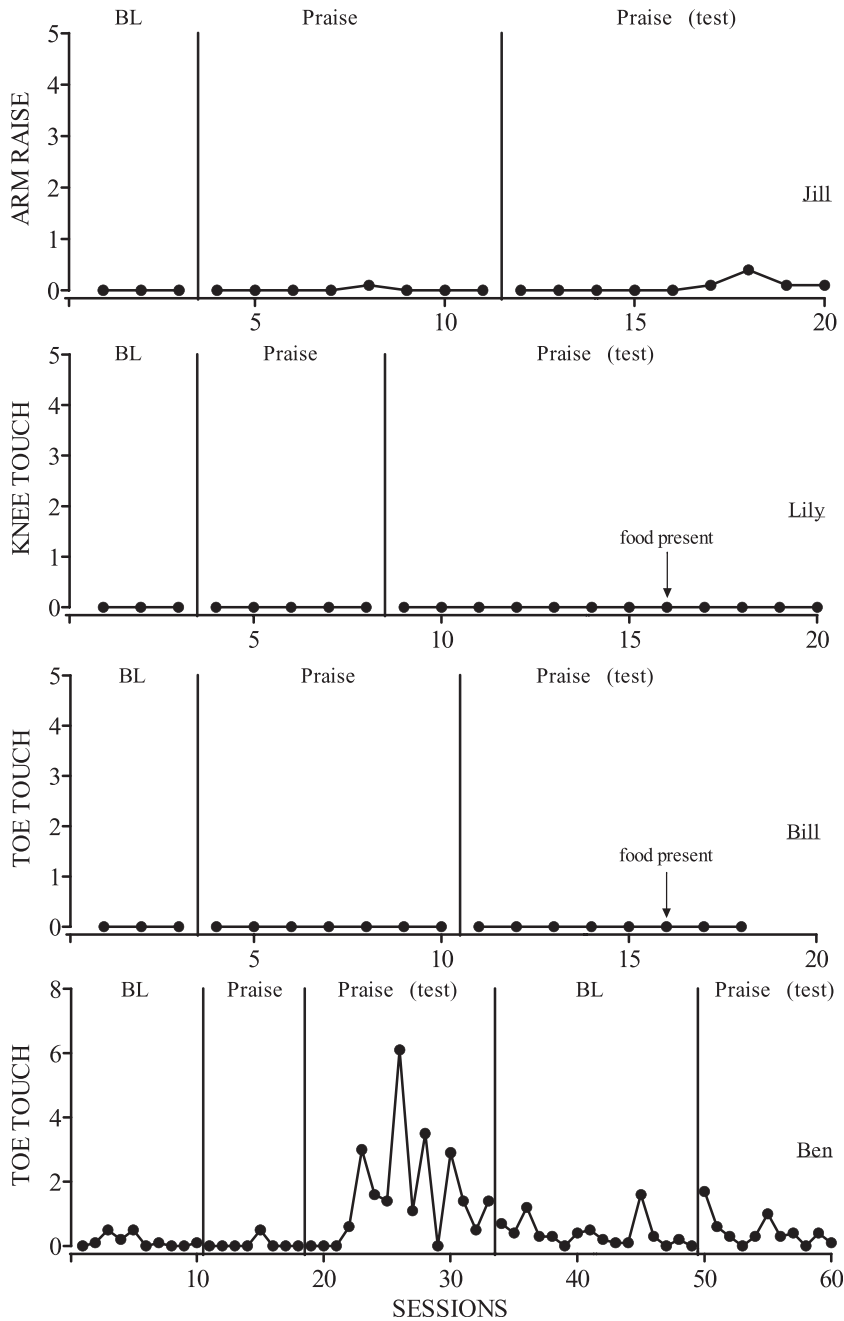 BL Praise Praise (test)
5
4
3
2
1
0
ARM RAISE
Jill
5 10 15 20
BL Praise Praise (test)
5
4
3
2
1
0
KNEE TOUCH
Lily
food present
5 10 15 20
BL Praise Praise (test)
5
4
3
2
1
0
TOE TOUCH
Bill
food present
5 10 15 20
BL Praise Praise (test) BL Praise (test)
8
6
4
2
0
TOE TOUCH
Ben
10 20 30 40 50 60
SESSIONS